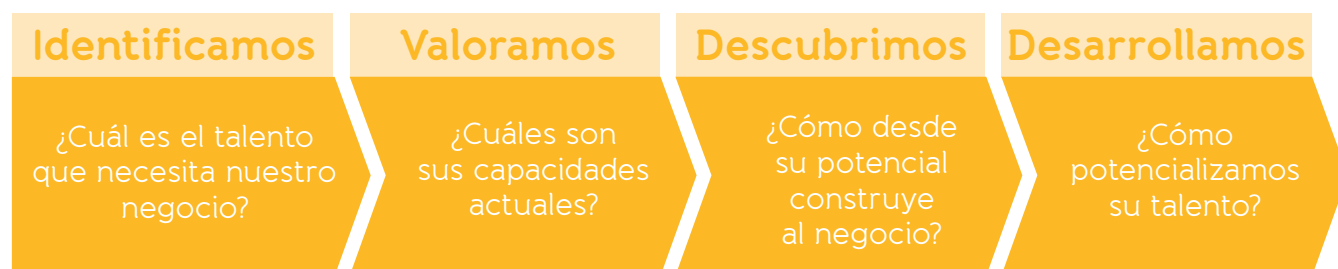 Identificamos
¿Cuál es el talento
que necesita nuestro
negocio?
Valoramos
¿Cuáles son
sus capacidades
actuales?
Descubrimos
¿Cómo desde
su potencial
construye
al negocio?
Desarrollamos
¿Cómo
potencializamos
su talento?